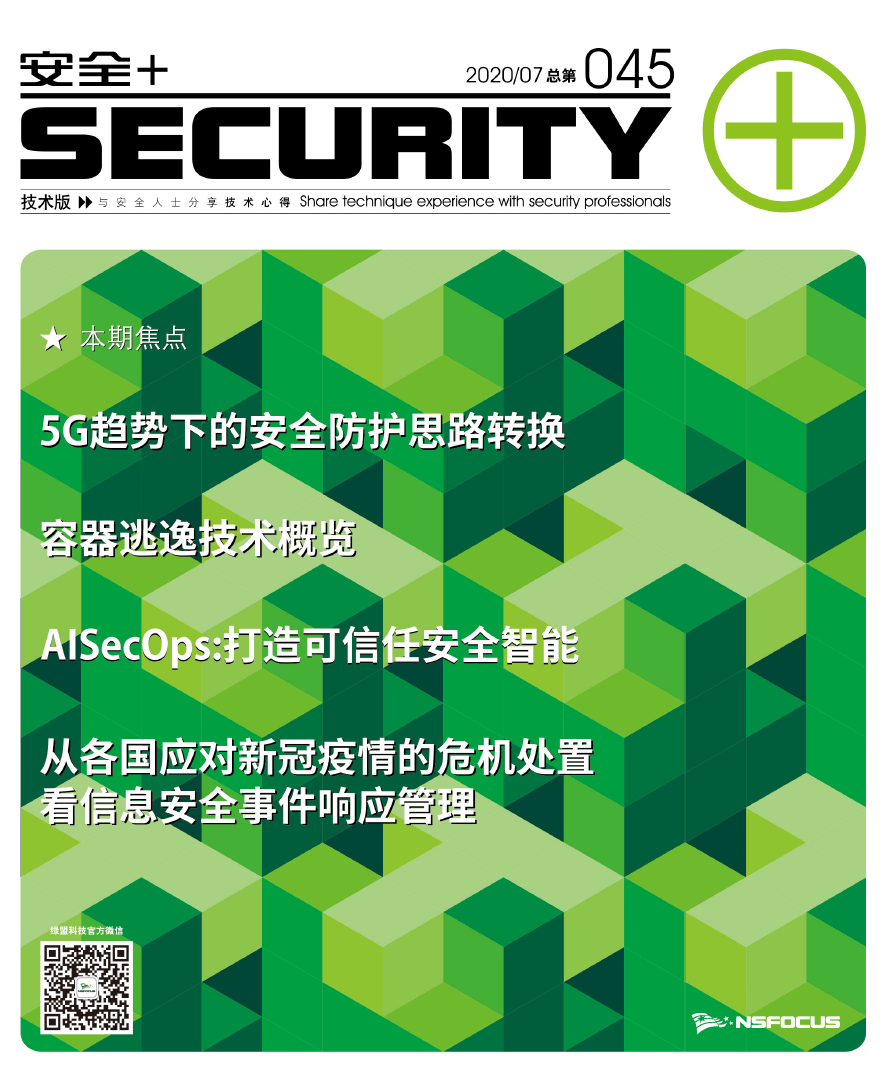 安全+
2020/07 总第 045
SECURITY
技术版 与安全人士分享技术心得 Share technique experience with security professionals
★ 本期焦点
5G趋势下的安全防护思路转换
容器逃逸技术概览
AISecOps:打造可信任安全智能
从各国应对新冠疫情的危机处置
看信息安全事件响应管理
绿盟科技官方微信
NSFOCUS
NSFOCUS